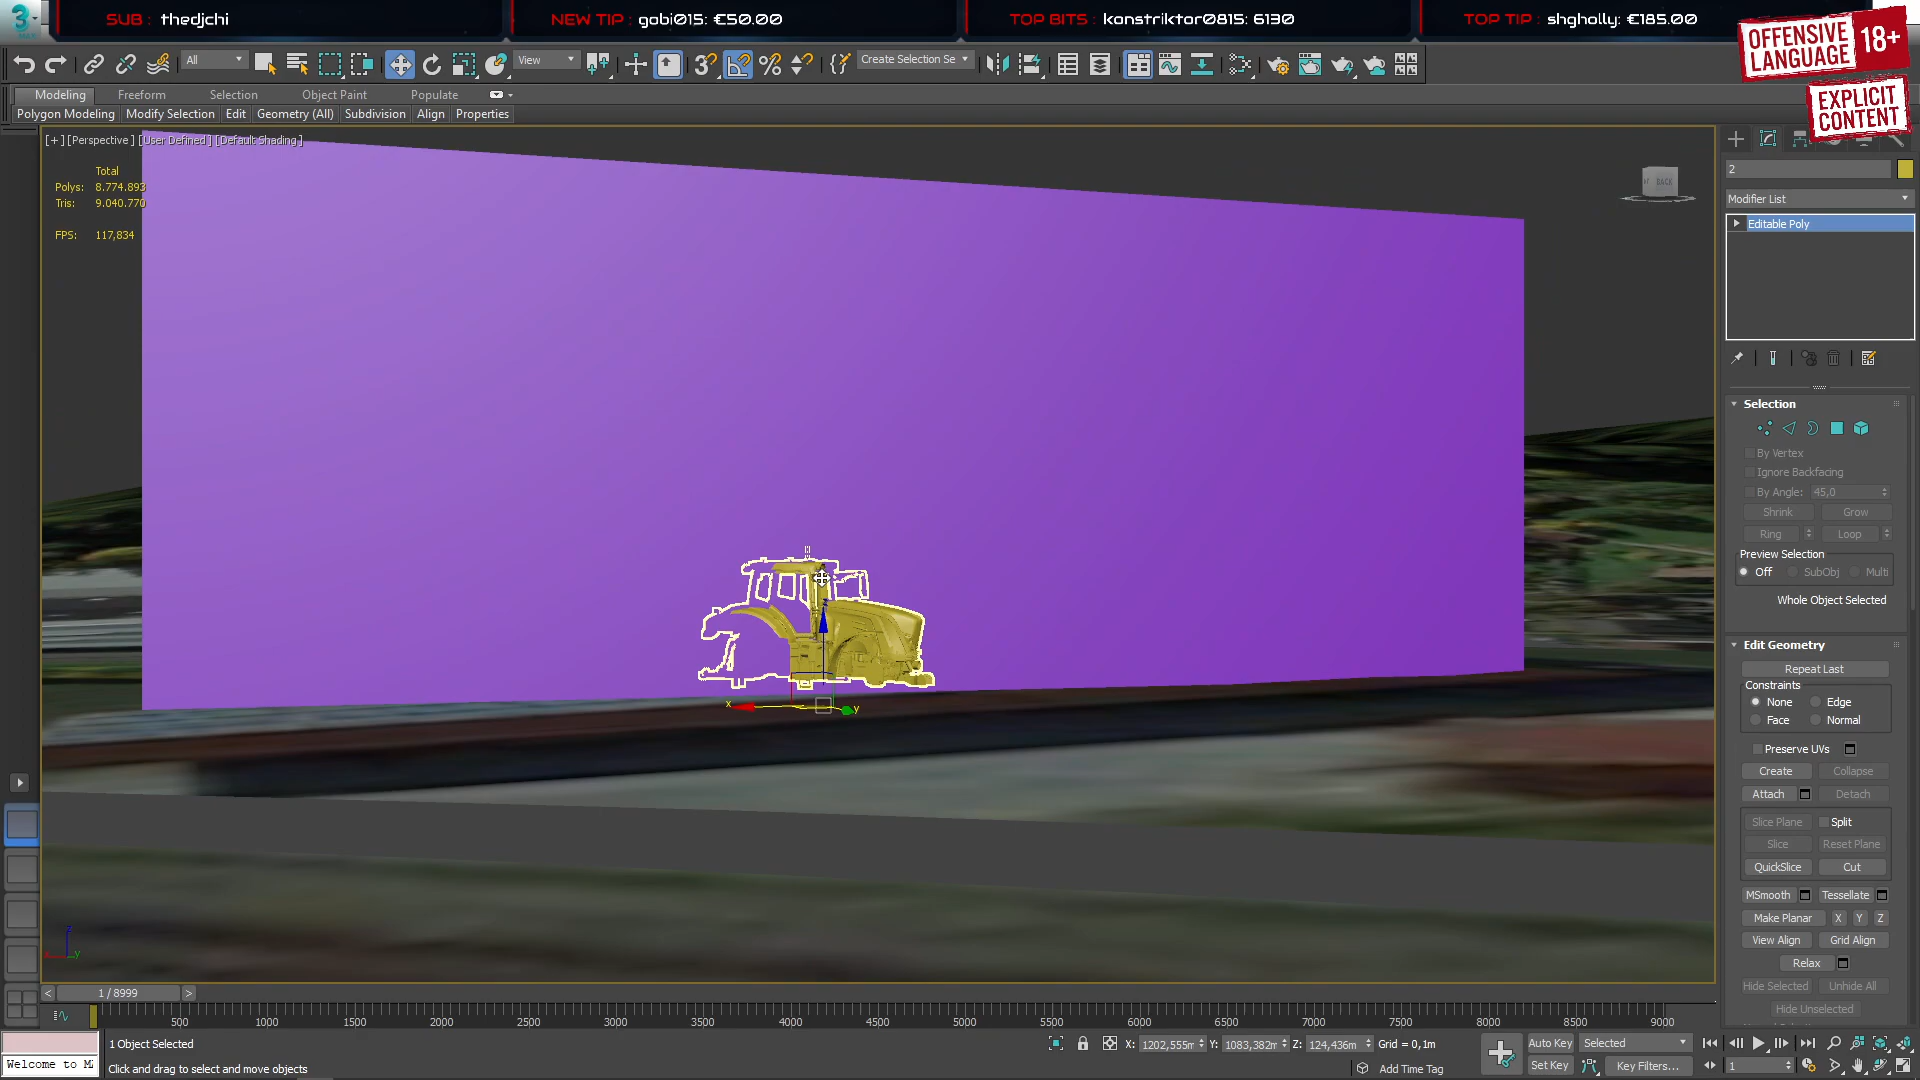 SUB : thedjchi
NEW TIP : gobi015: €50.00
TOP BITS : konstriktor0815: 6130
TOP TIP : shgholly: €185.00
OFFENSIVE LANGUAGE 18+
EXPLICIT CONTENT
All
View
Create Selection Se
Modeling
Freeform
Selection
Object Paint
Populate
Polygon Modeling
Modify Selection
Edit
Geometry (All)
Subdivision
Align
Properties
[+] [Perspective ] [User Defined ] [Default Shading ]
Total
Polys: 8.774.893
Tris: 9.040.770
FPS: 117,834
BACK
2
Modifier List
Editable Poly
Selection
By Vertex
Ignore Backfacing
By Angle: 45,0
Shrink
Grow
Ring
Loop
Preview Selection
Off
SubObj
Multi
Whole Object Selected
Edit Geometry
Repeat Last
Constraints
None
Edge
Face
Normal
Preserve UVs
Create
Collapse
Attach
Detach
Slice Plane
Split
Slice
Reset Plane
QuickSlice
Cut
MSmooth
Tessellate
Make Planar
X
Y
Z
View Align
Grid Align
Relax
Hide Selected
Unhide All
Hide Unselected
x
y
z
y
< 1 / 8999 >
500 1000 1500 2000 2500 3000 3500 4000 4500 5000 5500 6000 6500 7000 7500 8000 8500 9000
1 Object Selected
X: 1202,555m
Y: 1083,382m
Z: 124,436m
Grid = 0,1m
Auto Key
Selected
Welcome to M
Click and drag to select and move objects
Add Time Tag
Set Key
Key Filters...
1